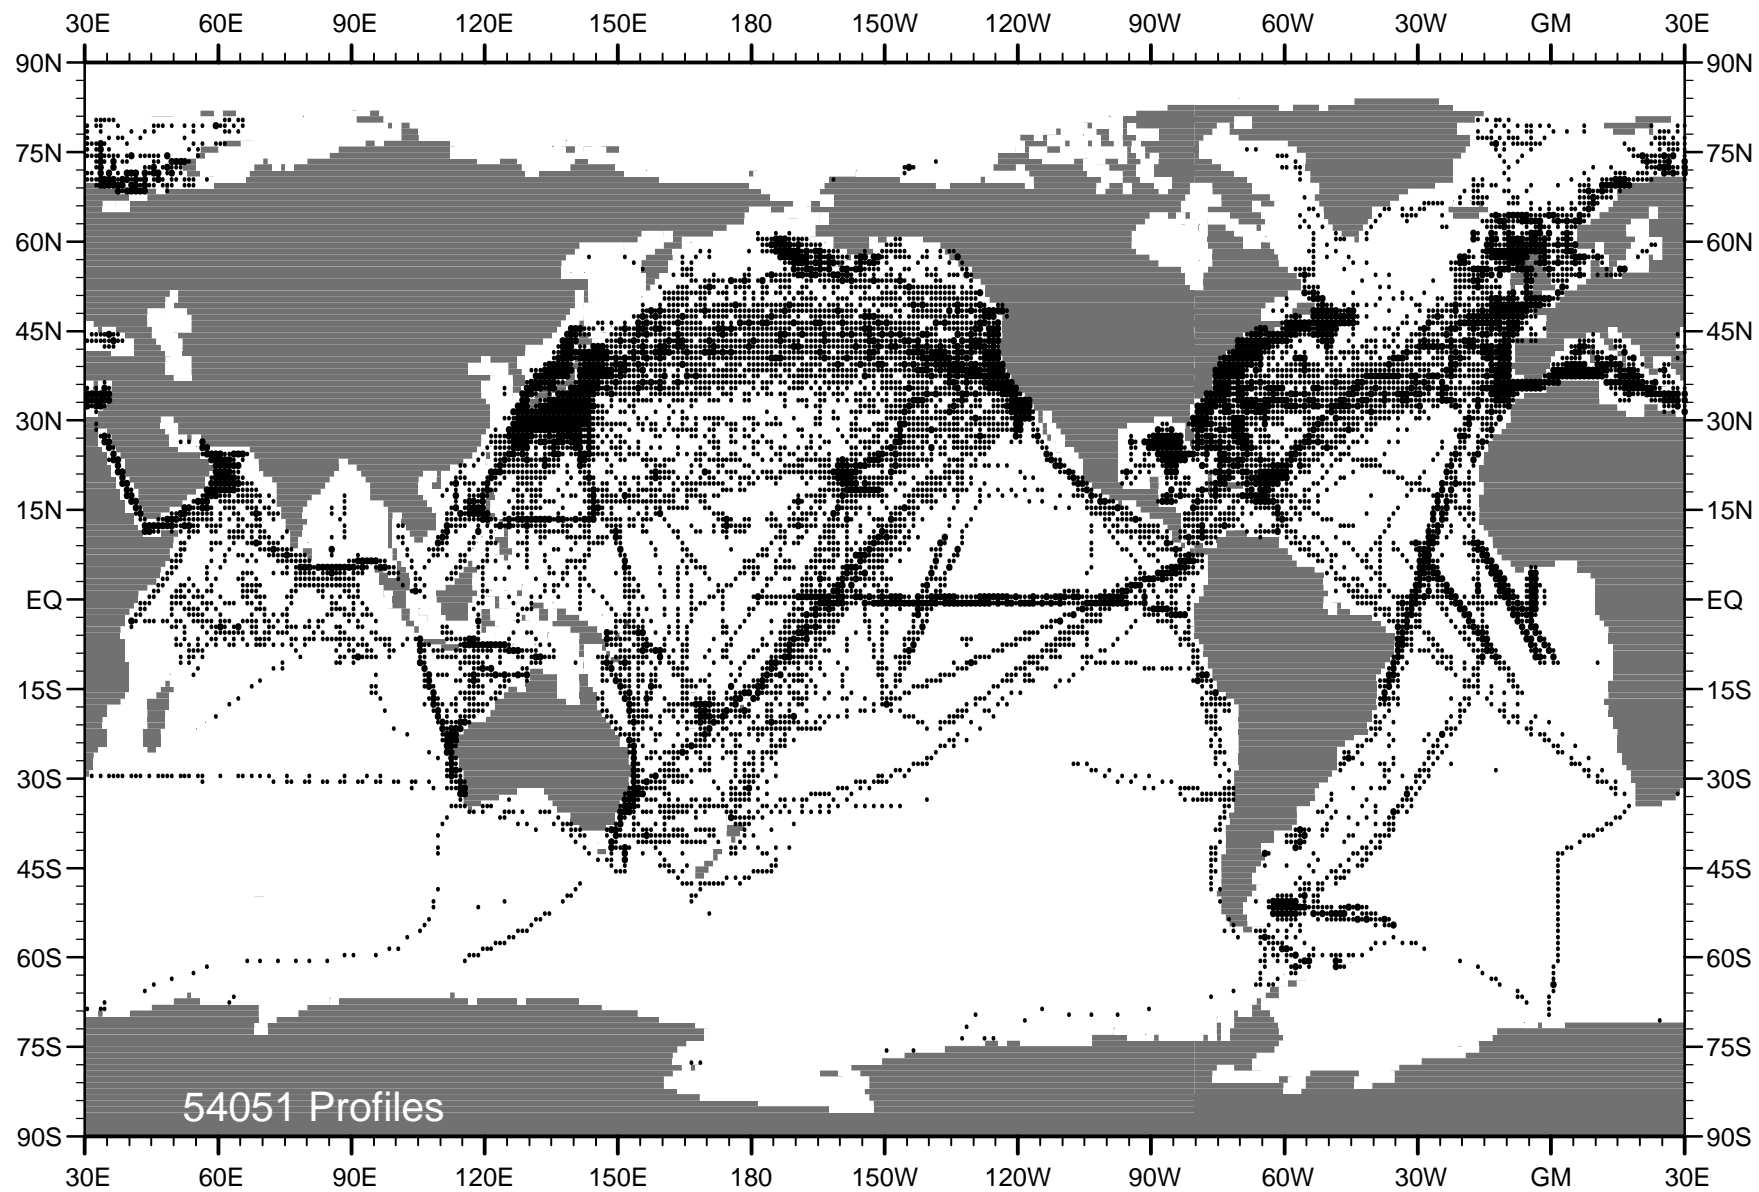 30E 60E 90E 120E 150E 180 150W 120W 90W 60W 30W GM 30E
90N 90N
75N 75N
60N 60N
45N 45N
30N 30N
15N 15N
EQ EQ
15S 15S
30S 30S
45S 45S
60S 60S
75S 75S
54051 Profiles
90S 90S
30E 60E 90E 120E 150E 180 150W 120W 90W 60W 30W GM 30E